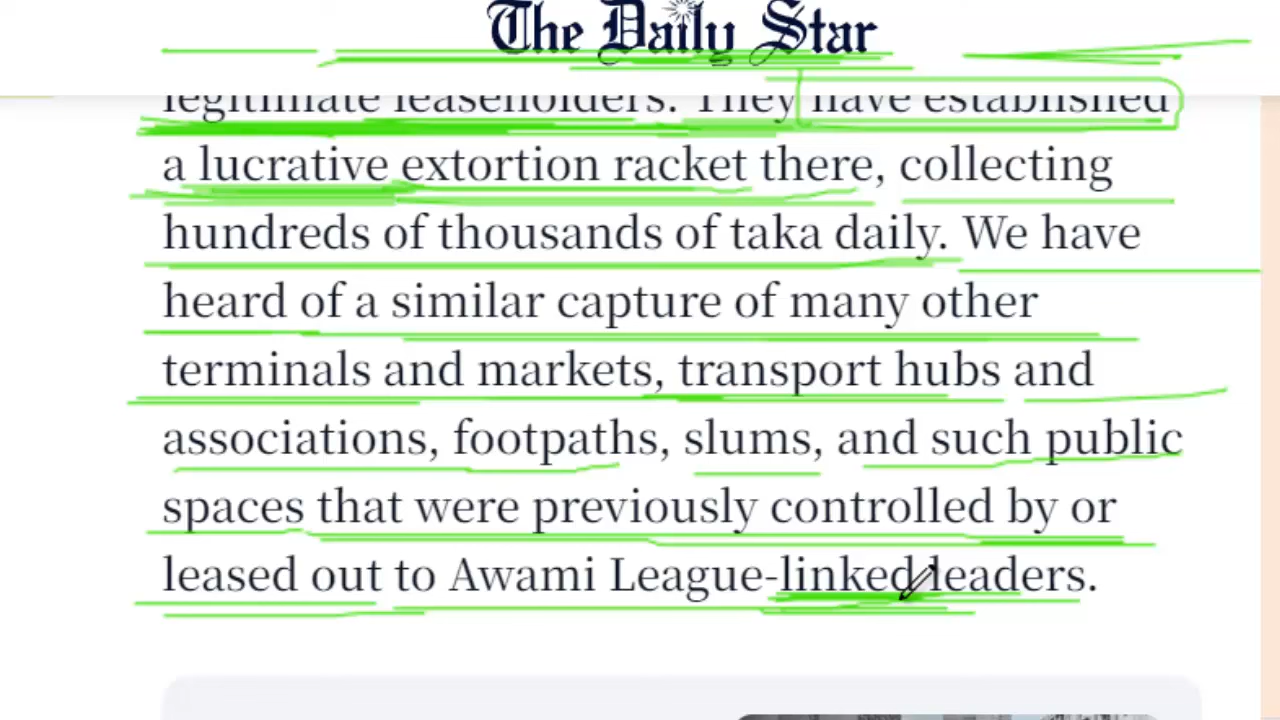 The Daily Star
legitimate leaseholders. They have established
a lucrative extortion racket there, collecting
hundreds of thousands of taka daily. We have
heard of a similar capture of many other
terminals and markets, transport hubs and
associations, footpaths, slums, and such public
spaces that were previously controlled by or
leased out to Awami League-linked leaders.